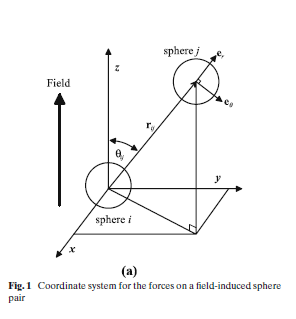 sphere j
e_r
z
Field
e_θ
r_ij
θ_ij
y
sphere i
x
(a)
Fig. 1 Coordinate system for the forces on a field-induced sphere
pair